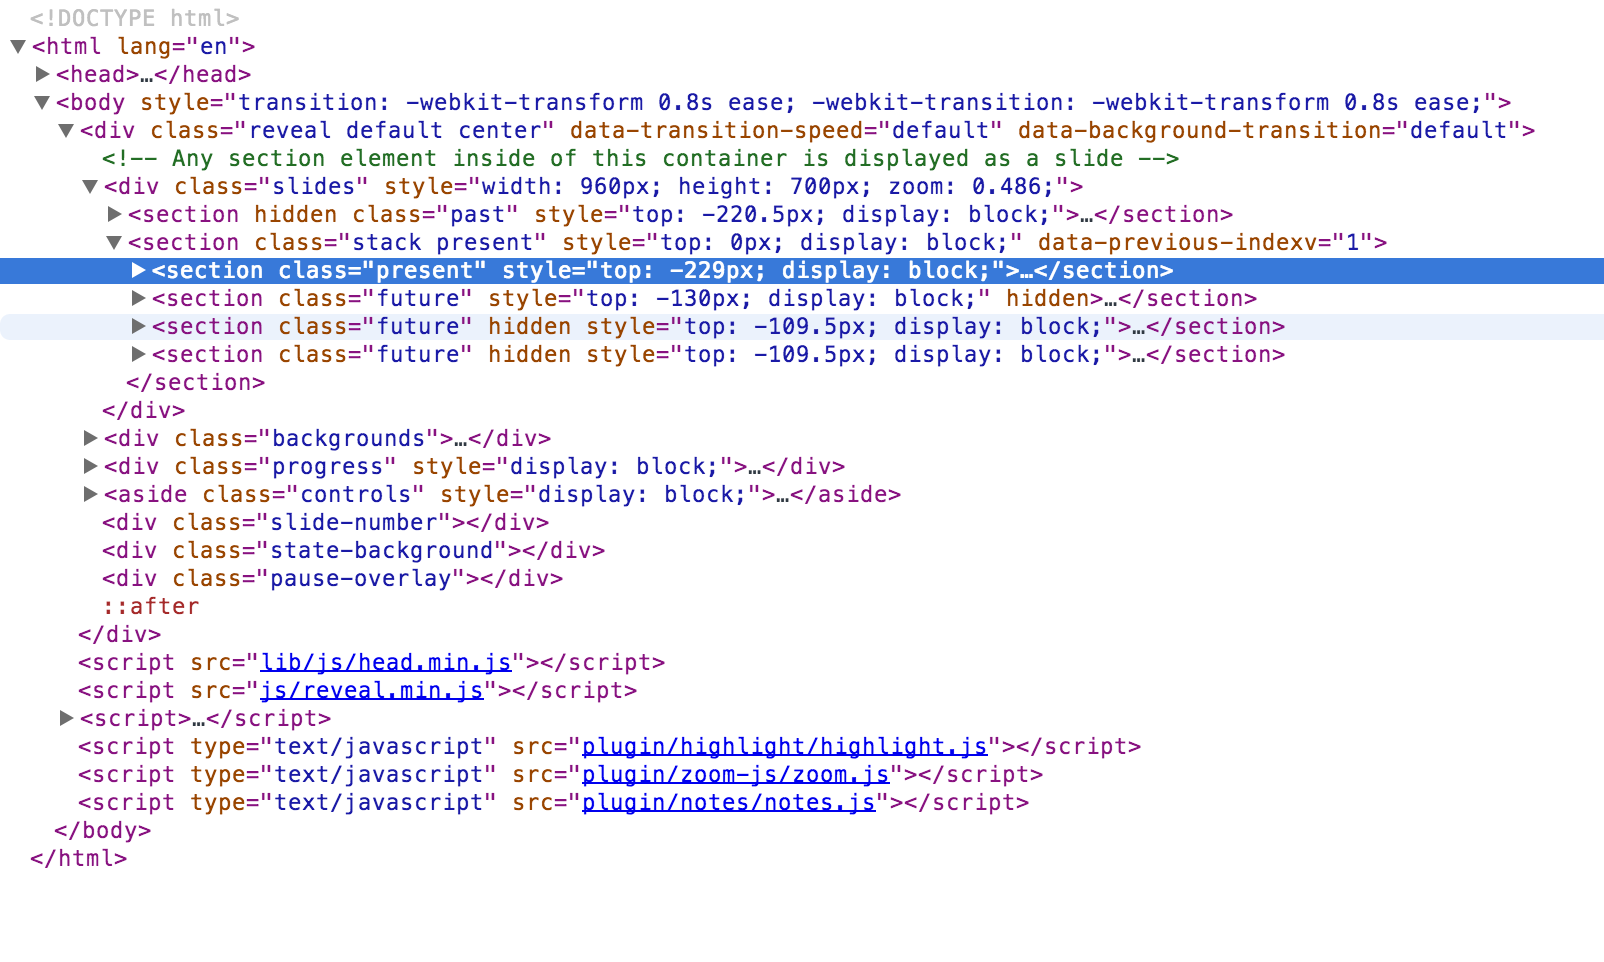 <!DOCTYPE html>
<html lang="en">
<head>…</head>
<body style="transition: -webkit-transform 0.8s ease; -webkit-transition: -webkit-transform 0.8s ease;">
<div class="reveal default center" data-transition-speed="default" data-background-transition="default">
<!-- Any section element inside of this container is displayed as a slide -->
<div class="slides" style="width: 960px; height: 700px; zoom: 0.486;">
<section hidden class="past" style="top: -220.5px; display: block;">…</section>
<section class="stack present" style="top: 0px; display: block;" data-previous-indexv="1">
<section class="present" style="top: -229px; display: block;">…</section>
<section class="future" style="top: -130px; display: block;" hidden>…</section>
<section class="future" hidden style="top: -109.5px; display: block;">…</section>
<section class="future" hidden style="top: -109.5px; display: block;">…</section>
</section>
</div>
<div class="backgrounds">…</div>
<div class="progress" style="display: block;">…</div>
<aside class="controls" style="display: block;">…</aside>
<div class="slide-number"></div>
<div class="state-background"></div>
<div class="pause-overlay"></div>
::after
</div>
<script src="lib/js/head.min.js"></script>
<script src="js/reveal.min.js"></script>
<script>…</script>
<script type="text/javascript" src="plugin/highlight/highlight.js"></script>
<script type="text/javascript" src="plugin/zoom-js/zoom.js"></script>
<script type="text/javascript" src="plugin/notes/notes.js"></script>
</body>
</html>